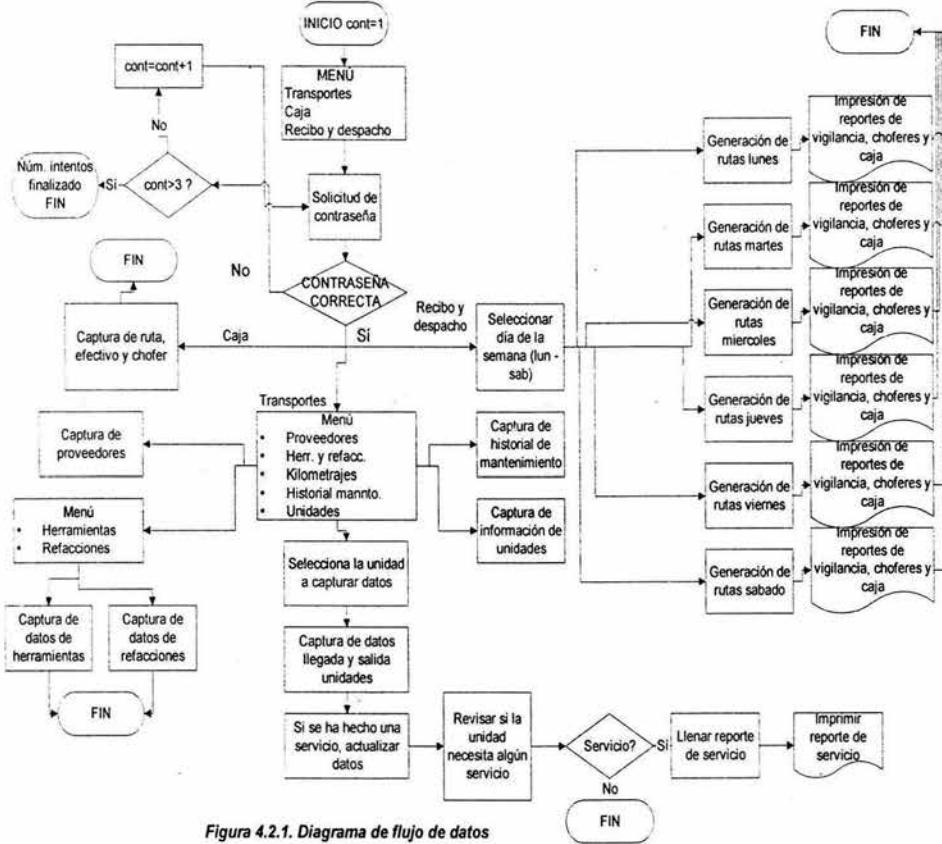 INICIO cont=1
MENÚ
Transportes
Caja
Recibo y despacho
cont=cont+1
No
cont>3 ?
Si
Núm. intentos
finalizado
FIN
Solicitud de
contraseña
CONTRASEÑA
CORRECTA
No
Sí
FIN
Captura de ruta,
efectivo y chofer
Caja
Recibo y
despacho
Seleccionar
día de la
semana (lun -
sab)
FIN
Generación de
rutas lunes
Impresión de
reportes de
vigilancia, choferes y
caja
Generación de
rutas martes
Impresión de
reportes de
vigilancia, choferes y
caja
Generación de
rutas
miercoles
Impresión de
reportes de
vigilancia, choferes y
caja
Generación de
rutas jueves
Impresión de
reportes de
vigilancia, choferes y
caja
Generación de
rutas viernes
Impresión de
reportes de
vigilancia, choferes y
caja
Generación de
rutas sabado
Impresión de
reportes de
vigilancia, choferes y
caja
Transportes
Menú
• Proveedores
• Herr. y refacc.
• Kilometrajes
• Historial mannto.
• Unidades
Captura de
proveedores
Menú
• Herramientas
• Refacciones
Captura de
datos de
herramientas
Captura de
datos de
refacciones
FIN
Captura de
historial de
mantenimiento
Captura de
información de
unidades
Selecciona la unidad
a capturar datos
Captura de datos
llegada y salida
unidades
Si se ha hecho una
servicio, actualizar
datos
Revisar si la
unidad
necesita algún
servicio
Servicio?
Si
No
FIN
Llenar reporte
de servicio
Imprimir
reporte de
servicio
Figura 4.2.1. Diagrama de flujo de datos